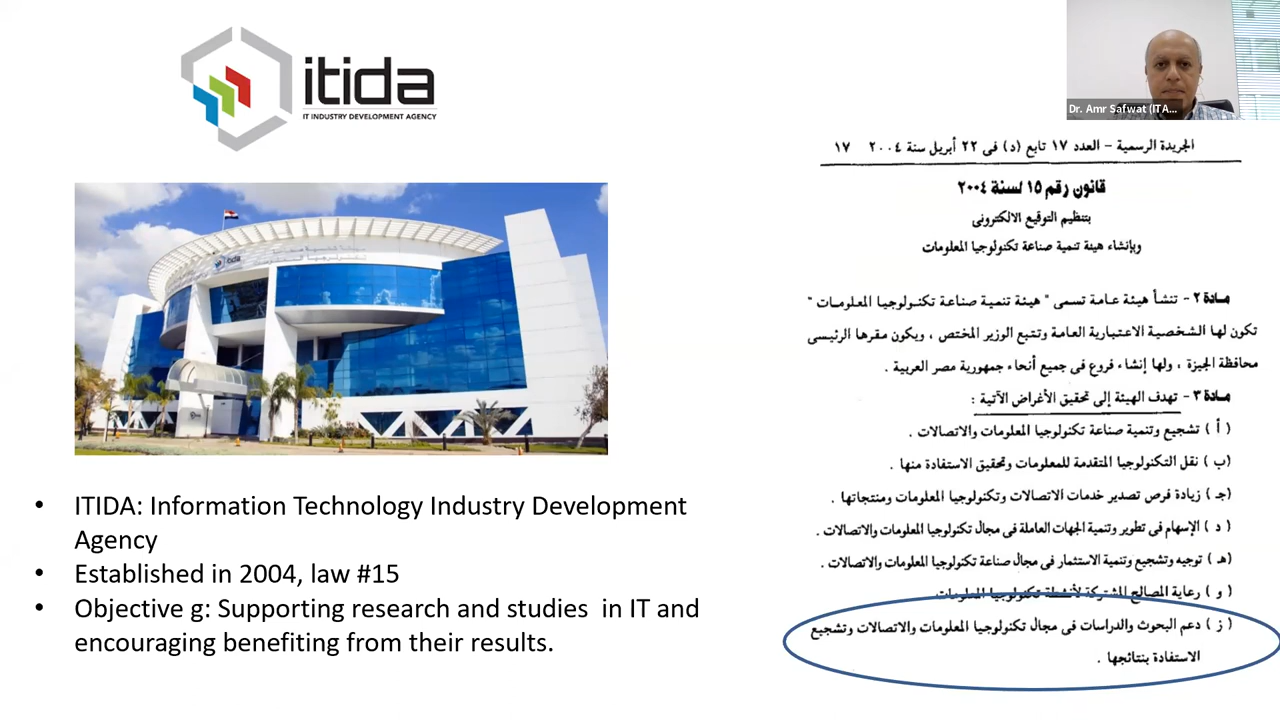 itida
IT INDUSTRY DEVELOPMENT AGENCY
Dr. Amr Safwat (ITA...
itida
• ITIDA: Information Technology Industry Development
Agency
• Established in 2004, law #15
• Objective g: Supporting research and studies in IT and
encouraging benefiting from their results.
الجريدة الرسمية – العدد ١٧ تابع (د) فى ٢٢ أبريل سنة ٢٠٠٤ ١٧
قانون رقم ١٥ لسنة ٢٠٠٤
بتنظيم التوقيع الالكترونى
وبإنشاء هيئة تنمية صناعة تكنولوجيا المعلومات
مادة ٢ - تنشأ هيئة عامة تسمى " هيئة تنمية صناعة تكنولوجيا المعلومات "
تكون لها الشخصية الاعتبارية العامة وتتبع الوزير المختص ، ويكون مقرها الرئيسى
محافظة الجيزة ، ولها إنشاء فروع فى جميع أنحاء جمهورية مصر العربية .
مادة ٣ - تهدف الهيئة إلى تحقيق الأغراض الآتية :
( أ ) تشجيع وتنمية صناعة تكنولوجيا المعلومات والاتصالات .
(ب) نقل التكنولوجيا المتقدمة للمعلومات وتحقيق الاستفادة منها .
(جـ) زيادة فرص تصدير خدمات الاتصالات وتكنولوجيا المعلومات ومنتجاتها .
( د ) الإسهام فى تطوير وتنمية الجهات العاملة فى مجال تكنولوجيا المعلومات والاتصالات .
(هـ) توجيه وتشجيع وتنمية الاستثمار فى مجال صناعة تكنولوجيا المعلومات والاتصالات .
( و ) رعاية المصالح المشتركة لأنشطة تكنولوجيا المعلومات .
( ز ) دعم البحوث والدراسات فى مجال تكنولوجيا المعلومات والاتصالات وتشجيع
الاستفادة بنتائجها .